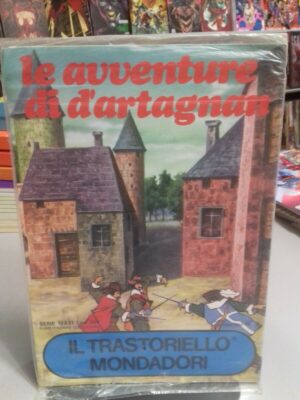 le avventure
di d'artagnan
IL TRASTORIELLO
MONDADORI